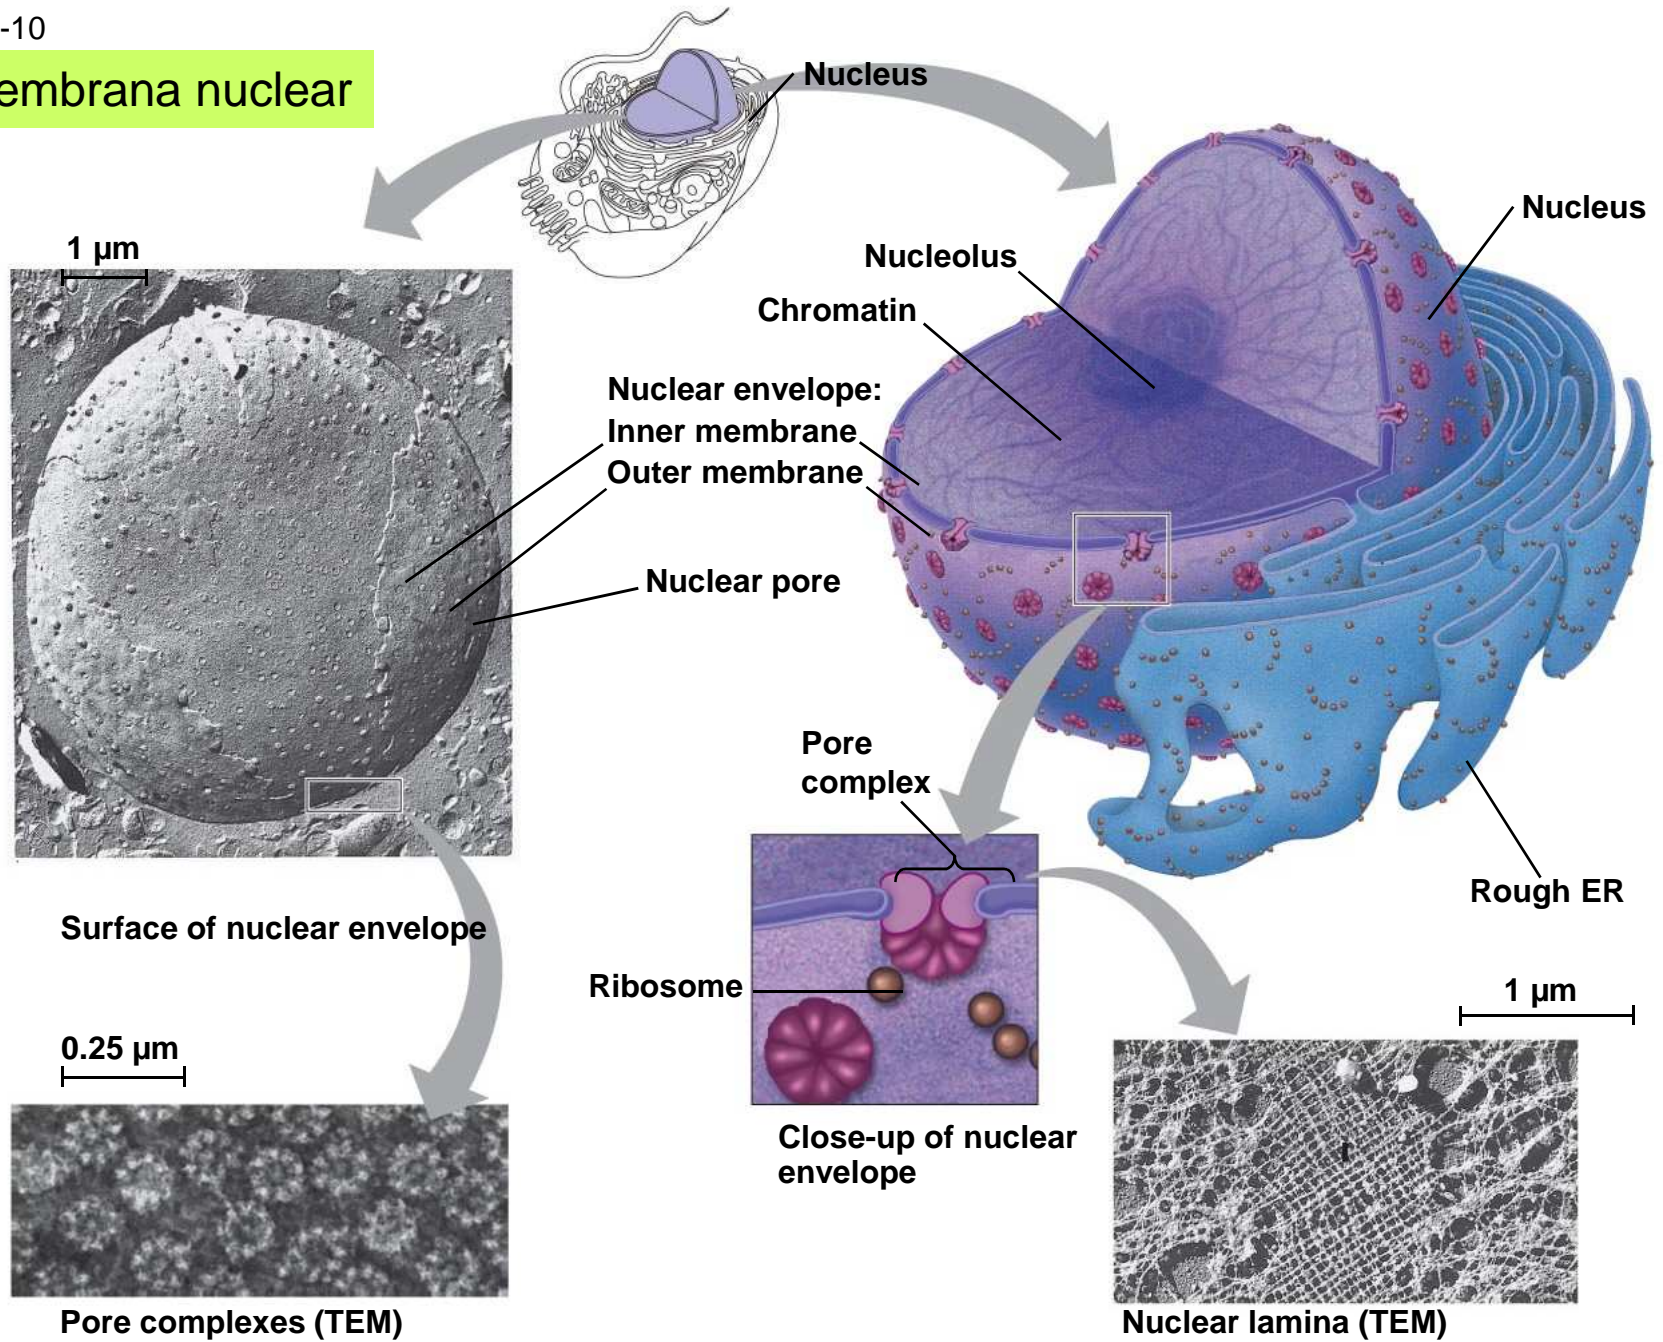 -10
embrana nuclear
Nucleus
Nucleus
1 µm
Nucleolus
Chromatin
Nuclear envelope:
Inner membrane
Outer membrane
Nuclear pore
Pore
complex
Rough ER
Surface of nuclear envelope
Ribosome
1 µm
0.25 µm
Close-up of nuclear
envelope
Pore complexes (TEM)
Nuclear lamina (TEM)